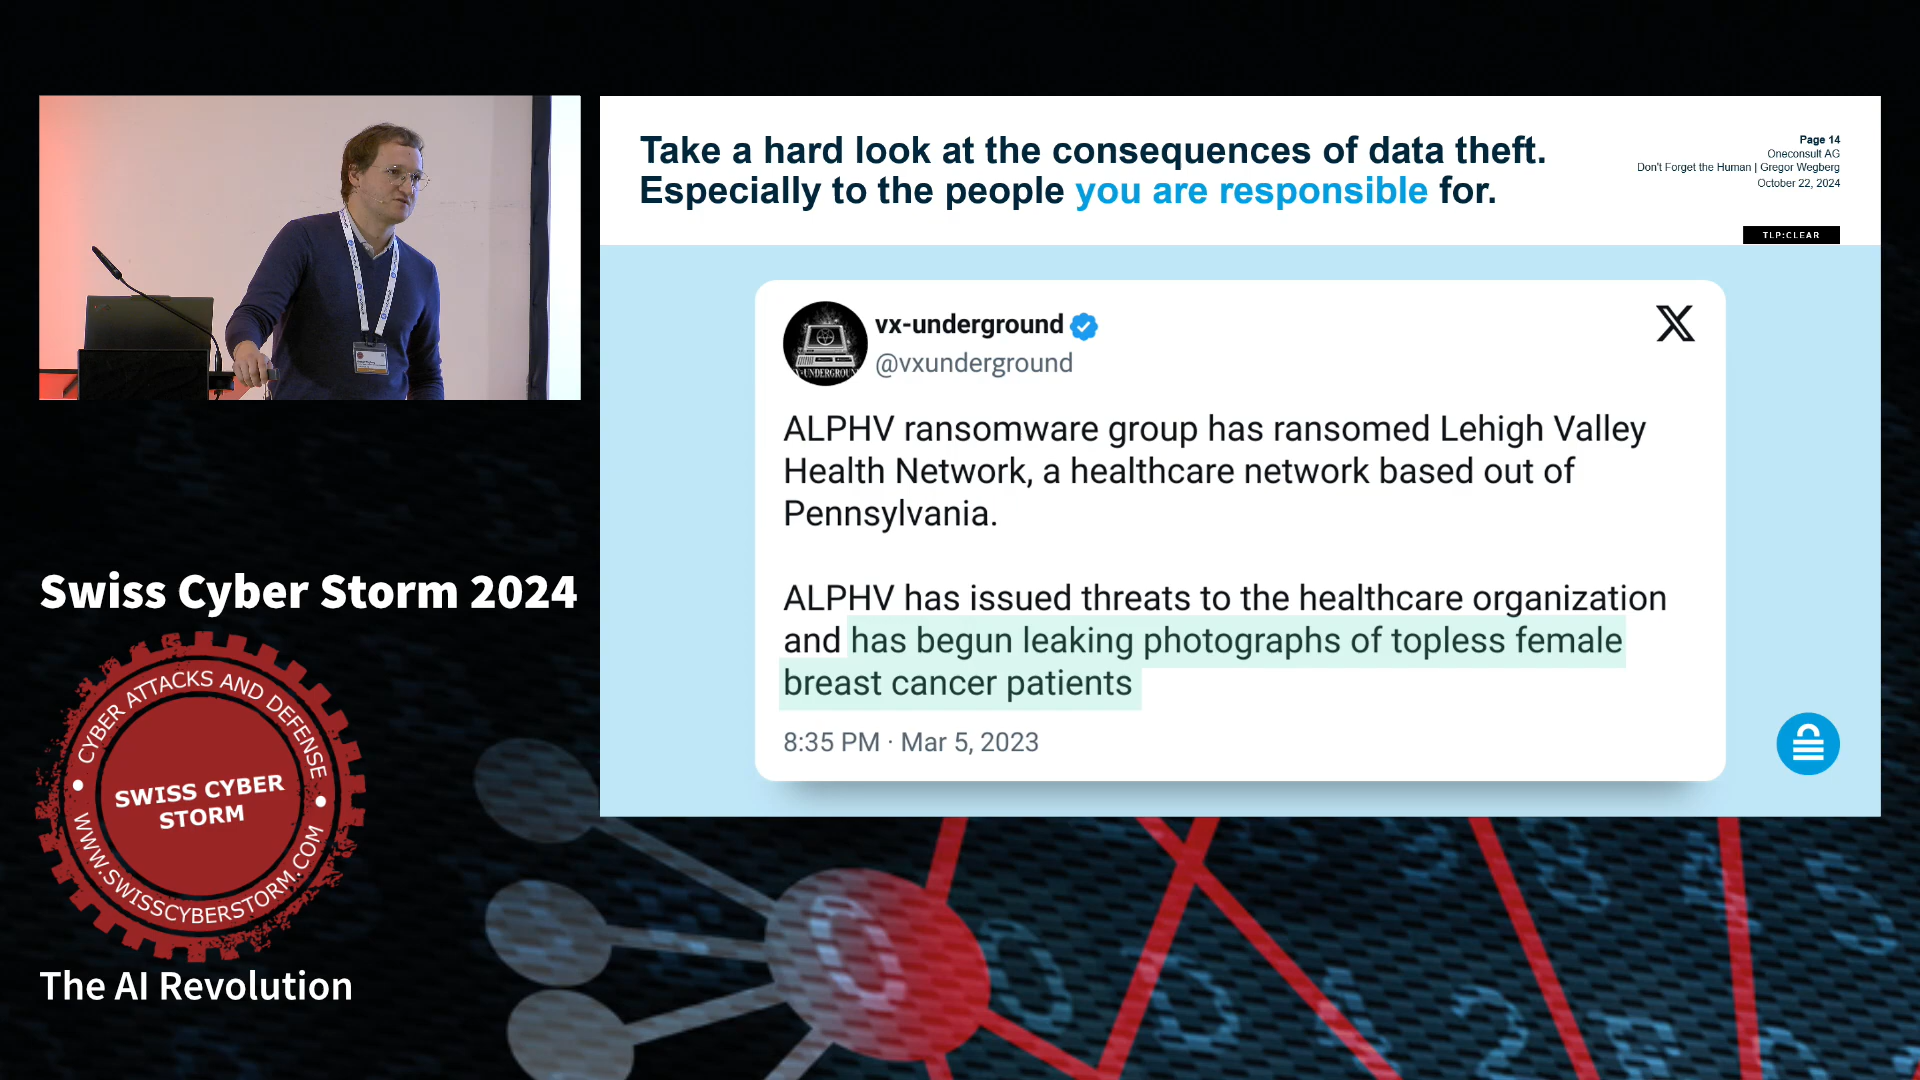 Take a hard look at the consequences of data theft.
Especially to the people you are responsible for.
Page 14
Oneconsult AG
Don't Forget the Human | Gregor Wegberg
October 22, 2024
TLP:CLEAR
vx-underground
@vxunderground
ALPHV ransomware group has ransomed Lehigh Valley
Health Network, a healthcare network based out of
Pennsylvania.
ALPHV has issued threats to the healthcare organization
and has begun leaking photographs of topless female
breast cancer patients
8:35 PM · Mar 5, 2023
Swiss Cyber Storm 2024
CYBER ATTACKS AND DEFENSE
SWISS CYBER
STORM
WWW.SWISSCYBERSTORM.COM
The AI Revolution